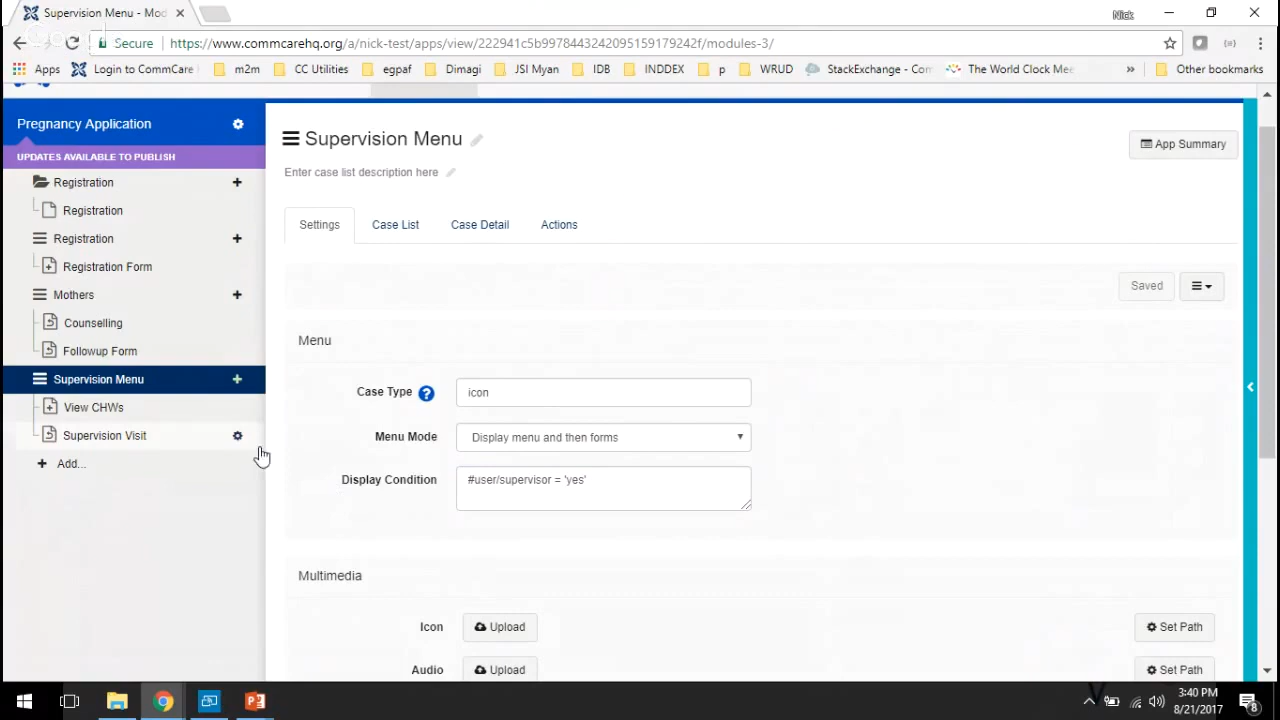 Supervision Menu - Mod
Nick
Secure
https://www.commcarehq.org/a/nick-test/apps/view/222941c5b9978443242095159179242f/modules-3/
Apps
Login to CommCare
m2m
CC Utilities
egpaf
Dimagi
JSI Myan
IDB
INDDEX
p
WRUD
StackExchange - Com
The World Clock Mee
»
Other bookmarks
Pregnancy Application
UPDATES AVAILABLE TO PUBLISH
Registration
Registration
Registration
Registration Form
Mothers
Counselling
Followup Form
Supervision Menu
View CHWs
Supervision Visit
Add...
Supervision Menu
App Summary
Enter case list description here
Settings
Case List
Case Detail
Actions
Saved
Menu
Case Type
icon
Menu Mode
Display menu and then forms
Display Condition
#user/supervisor = 'yes'
Multimedia
Icon
Upload
Set Path
Audio
Upload
Set Path
3:40 PM
8/21/2017
8